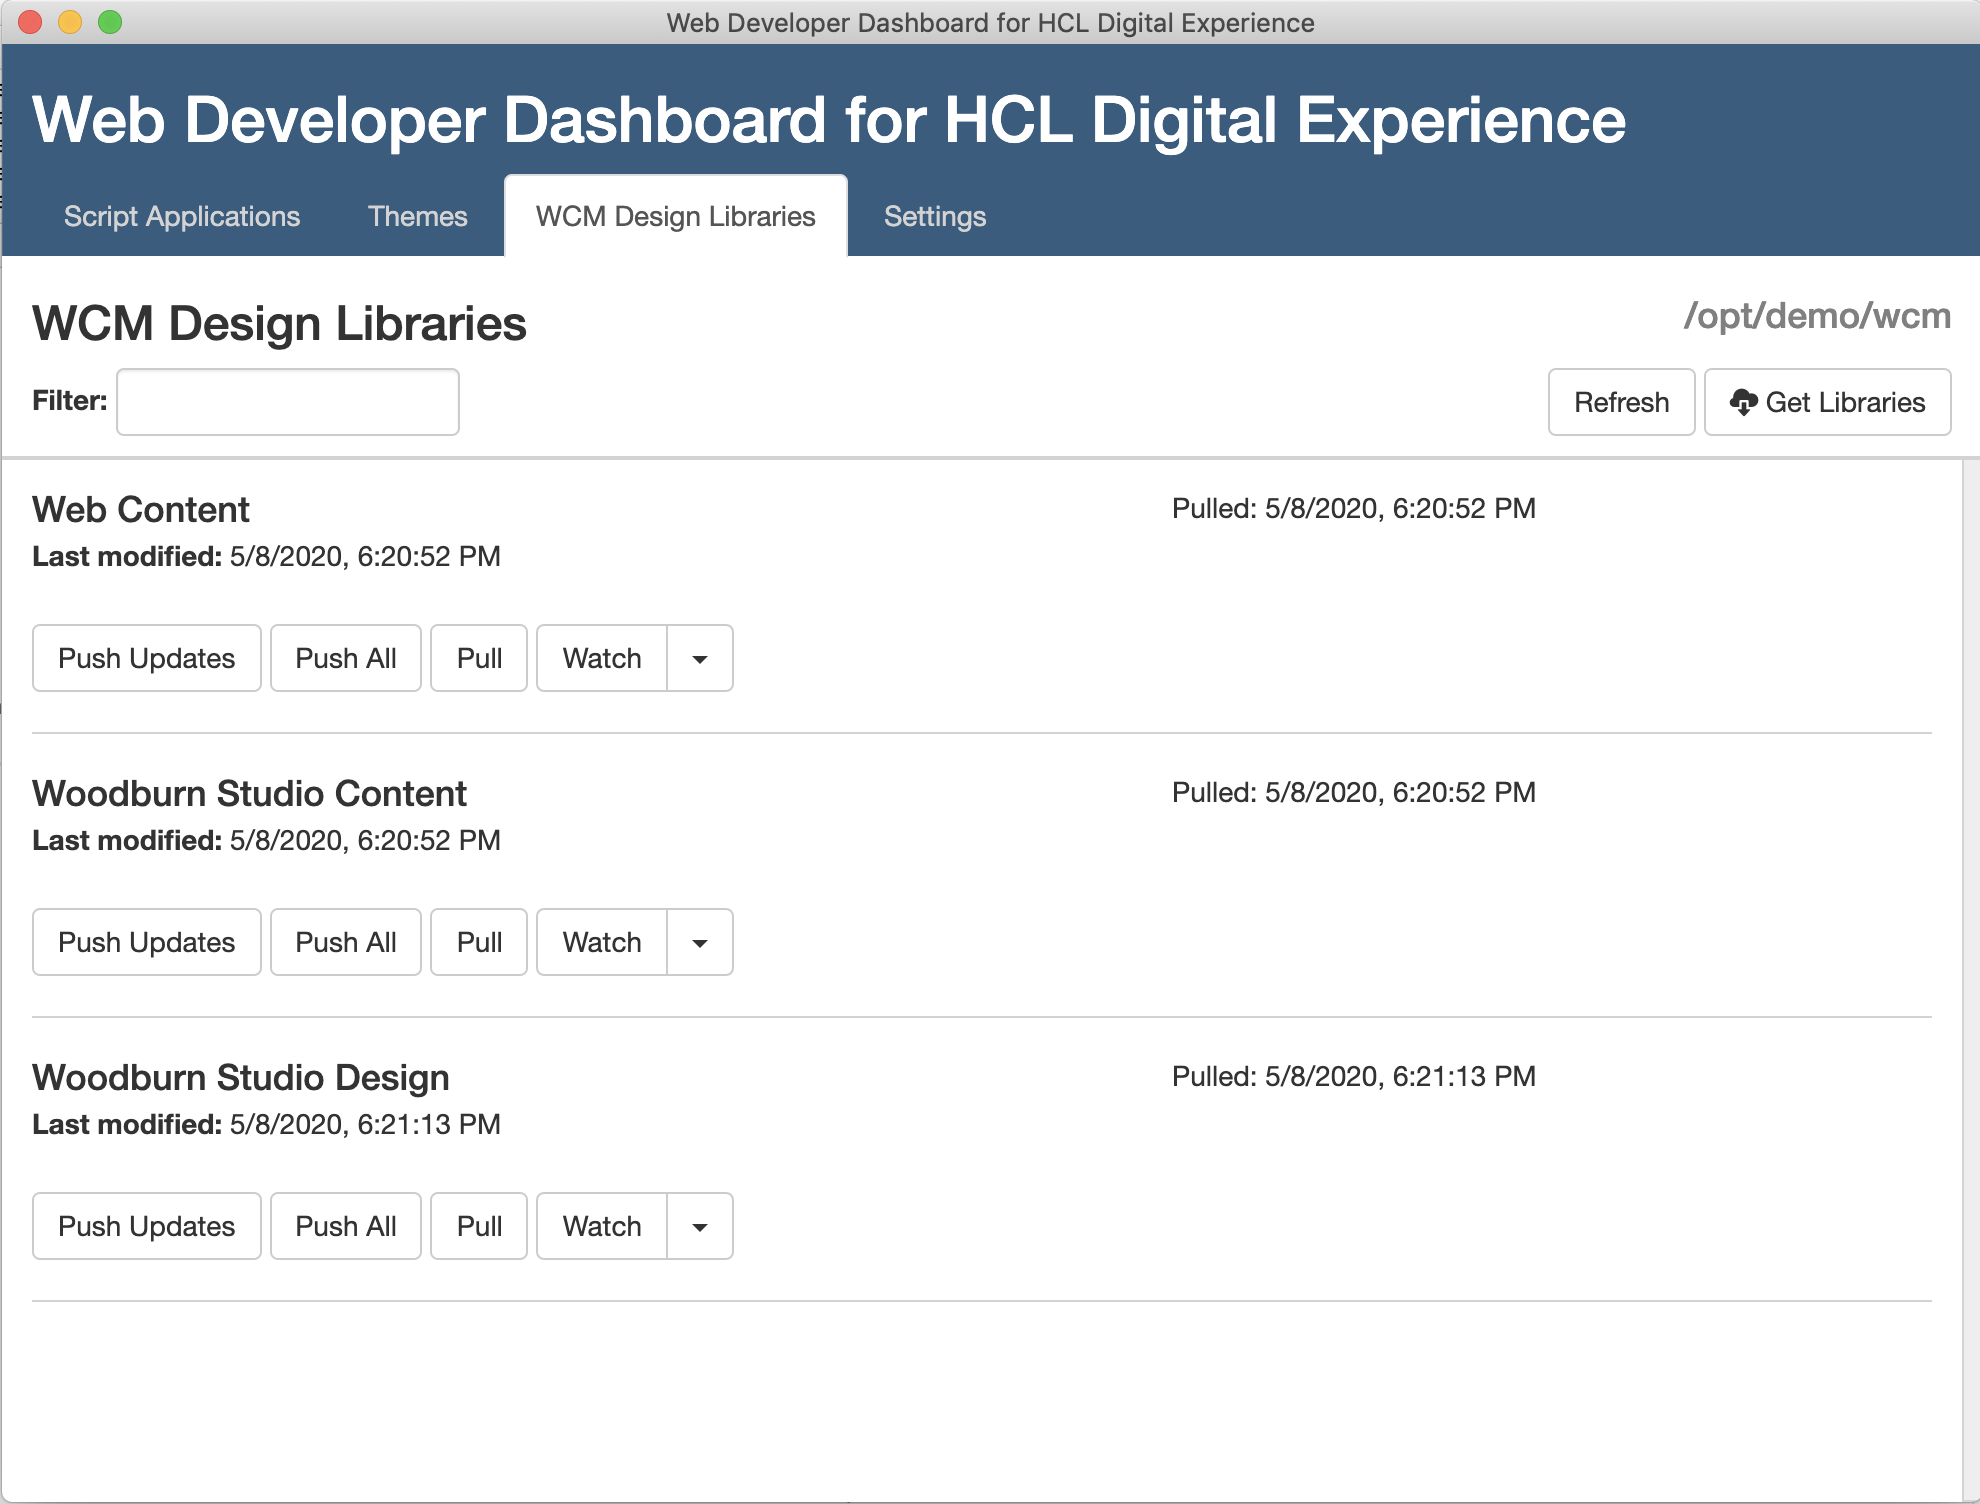 Web Developer Dashboard for HCL Digital Experience
Web Developer Dashboard for HCL Digital Experience
Script Applications Themes WCM Design Libraries Settings
WCM Design Libraries /opt/demo/wcm
Filter: Refresh Get Libraries
Web Content Pulled: 5/8/2020, 6:20:52 PM
Last modified: 5/8/2020, 6:20:52 PM
Push Updates Push All Pull Watch
Woodburn Studio Content Pulled: 5/8/2020, 6:20:52 PM
Last modified: 5/8/2020, 6:20:52 PM
Push Updates Push All Pull Watch
Woodburn Studio Design Pulled: 5/8/2020, 6:21:13 PM
Last modified: 5/8/2020, 6:21:13 PM
Push Updates Push All Pull Watch